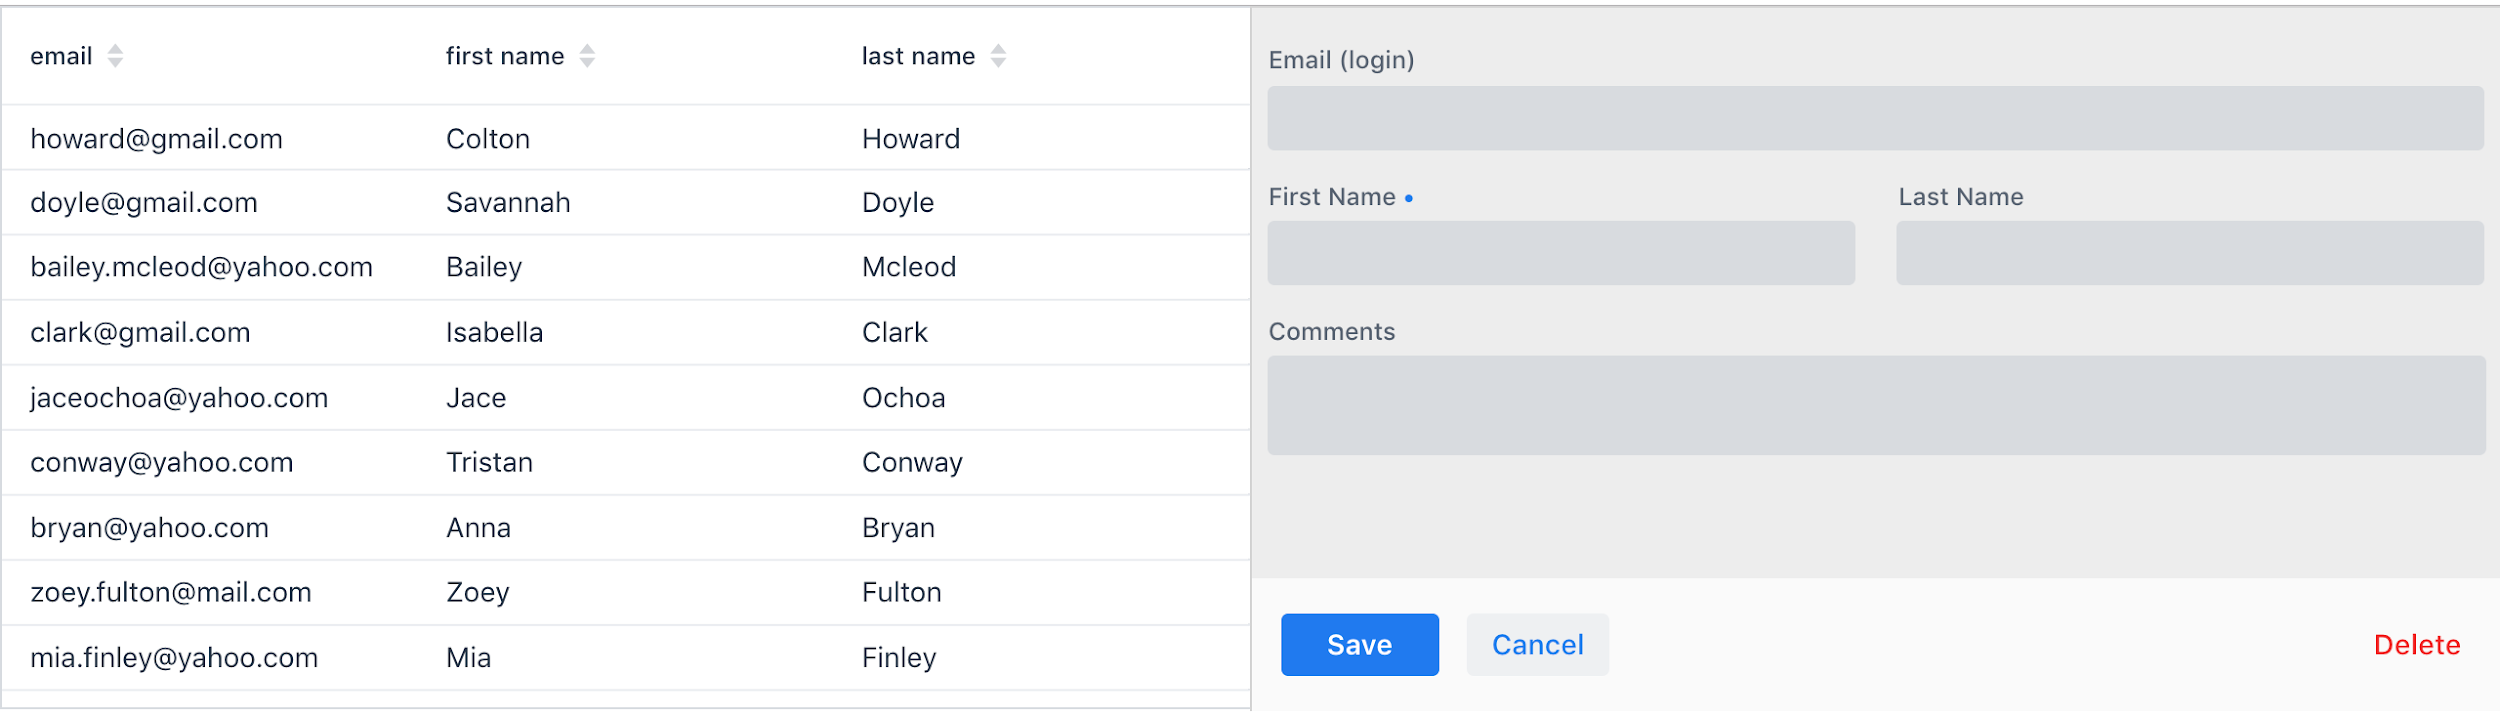 email first name last name
howard@gmail.com Colton Howard
doyle@gmail.com Savannah Doyle
bailey.mcleod@yahoo.com Bailey Mcleod
clark@gmail.com Isabella Clark
jaceochoa@yahoo.com Jace Ochoa
conway@yahoo.com Tristan Conway
bryan@yahoo.com Anna Bryan
zoey.fulton@mail.com Zoey Fulton
mia.finley@yahoo.com Mia Finley
Email (login)
First Name • Last Name
Comments
Save Cancel Delete